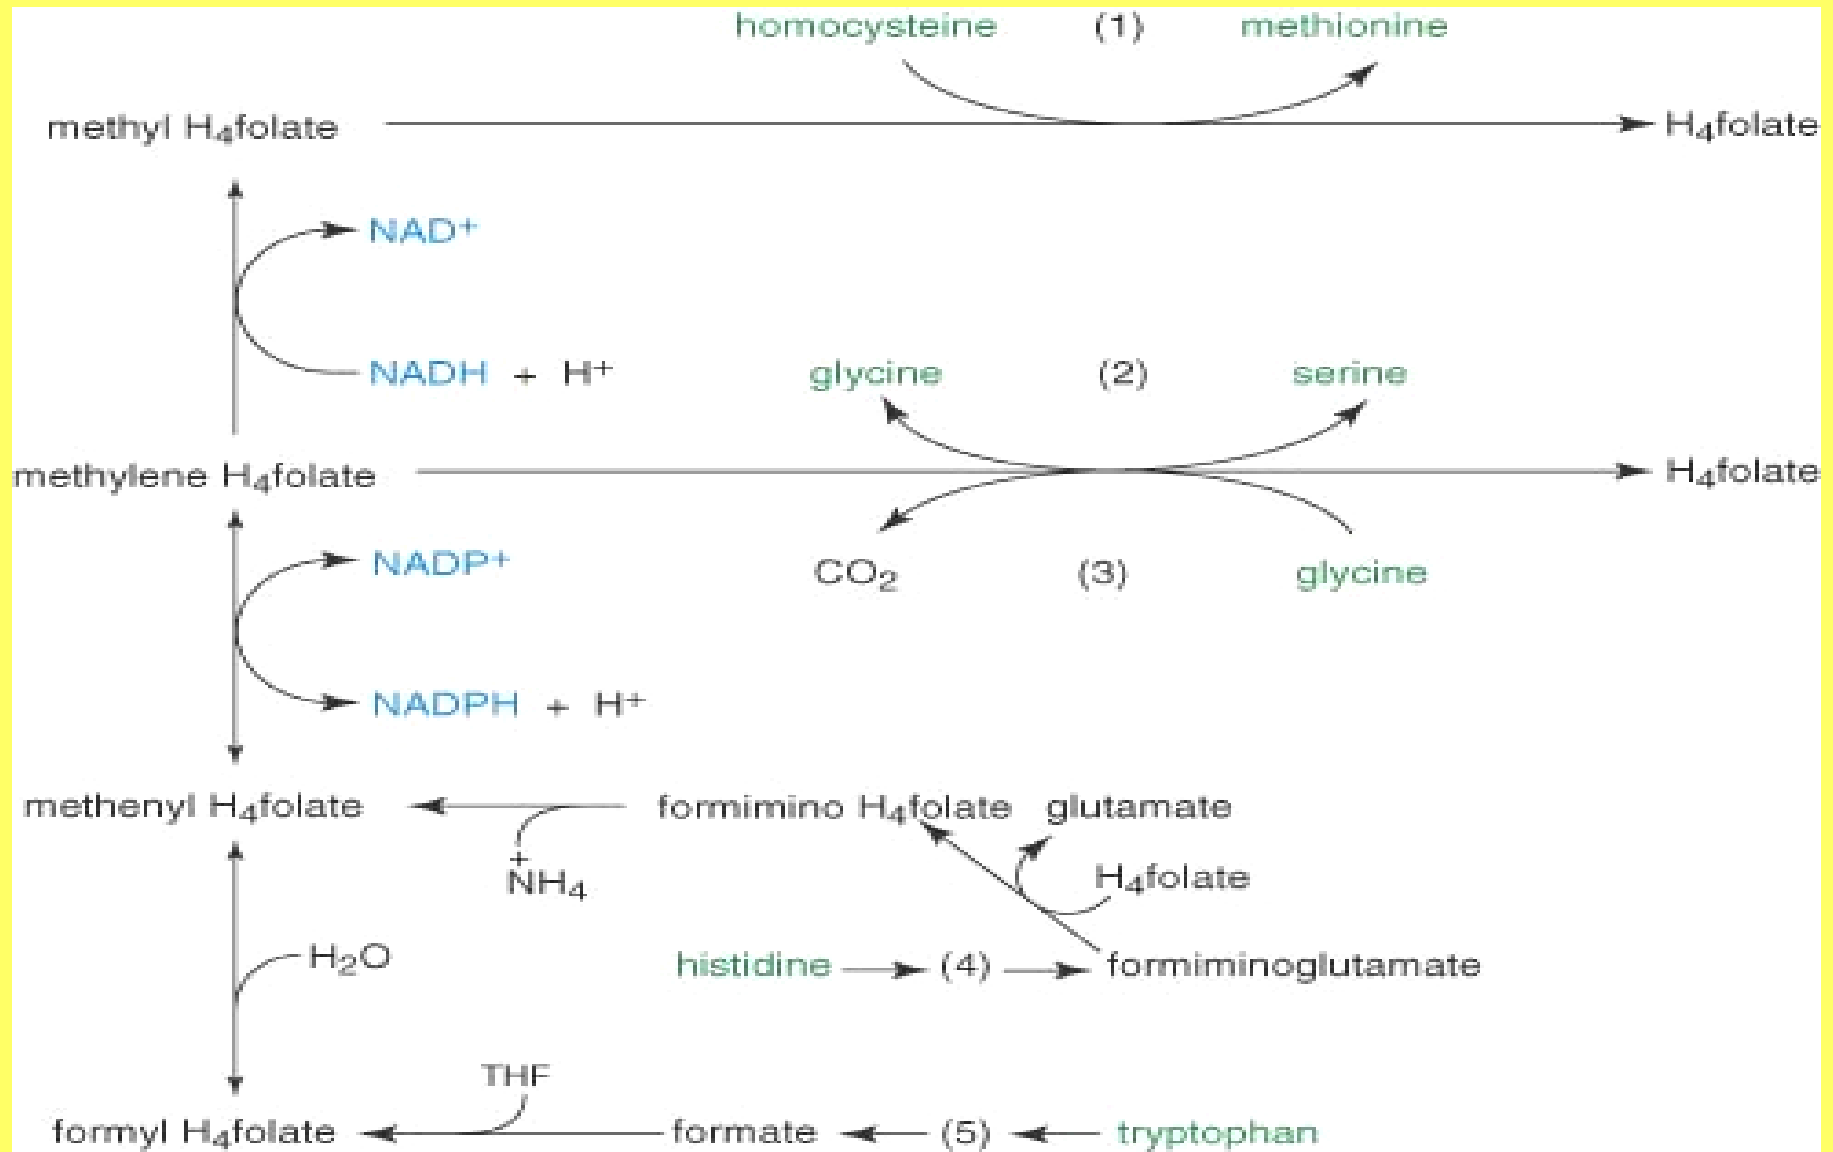 homocysteine (1) methionine
methyl H₄folate H₄folate
NAD⁺
NADH + H⁺ glycine (2) serine
methylene H₄folate H₄folate
NADP⁺ CO₂ (3) glycine
NADPH + H⁺
methenyl H₄folate formimino H₄folate glutamate
⁺NH₄ H₄folate
H₂O histidine (4) formiminoglutamate
THF
formyl H₄folate formate (5) tryptophan